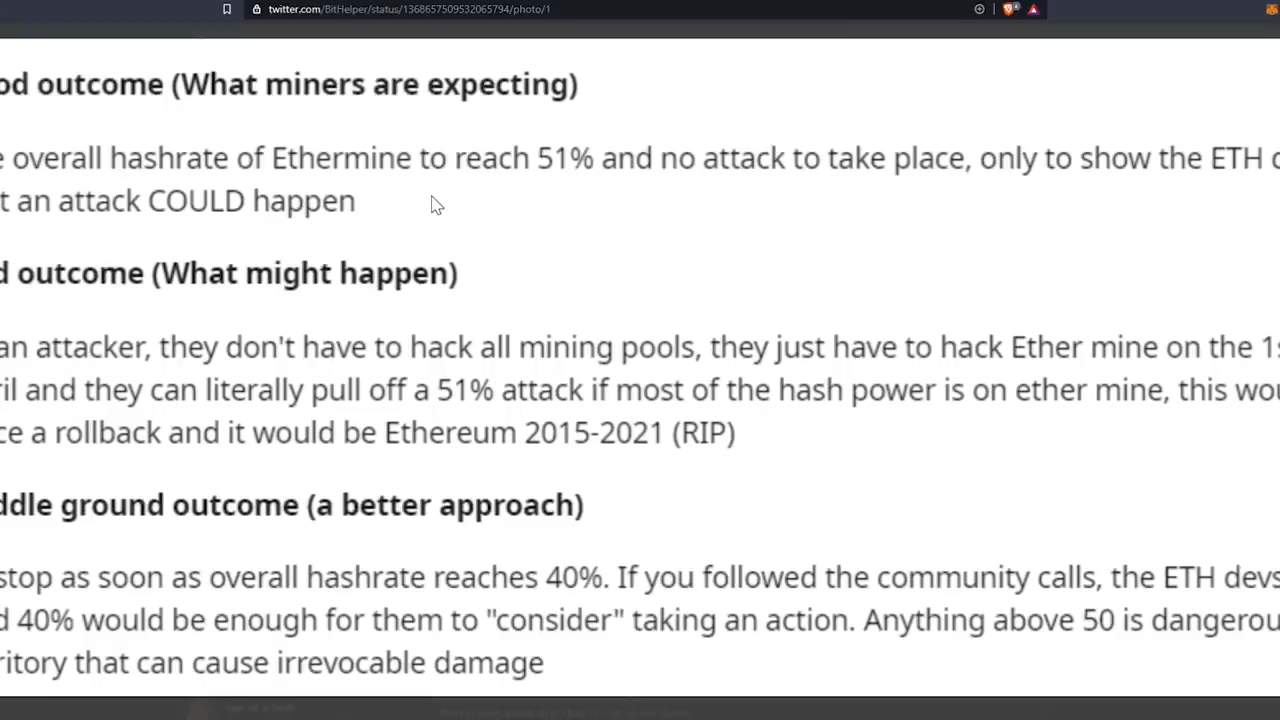 twitter.com/BitHelper/status/1368657509532065794/photo/1
od outcome (What miners are expecting)
e overall hashrate of Ethermine to reach 51% and no attack to take place, only to show the ETH
t an attack COULD happen
d outcome (What might happen)
an attacker, they don't have to hack all mining pools, they just have to hack Ether mine on the 1s
ril and they can literally pull off a 51% attack if most of the hash power is on ether mine, this wou
ce a rollback and it would be Ethereum 2015-2021 (RIP)
ddle ground outcome (a better approach)
stop as soon as overall hashrate reaches 40%. If you followed the community calls, the ETH devs
d 40% would be enough for them to "consider" taking an action. Anything above 50 is dangerou
ritory that can cause irrevocable damage